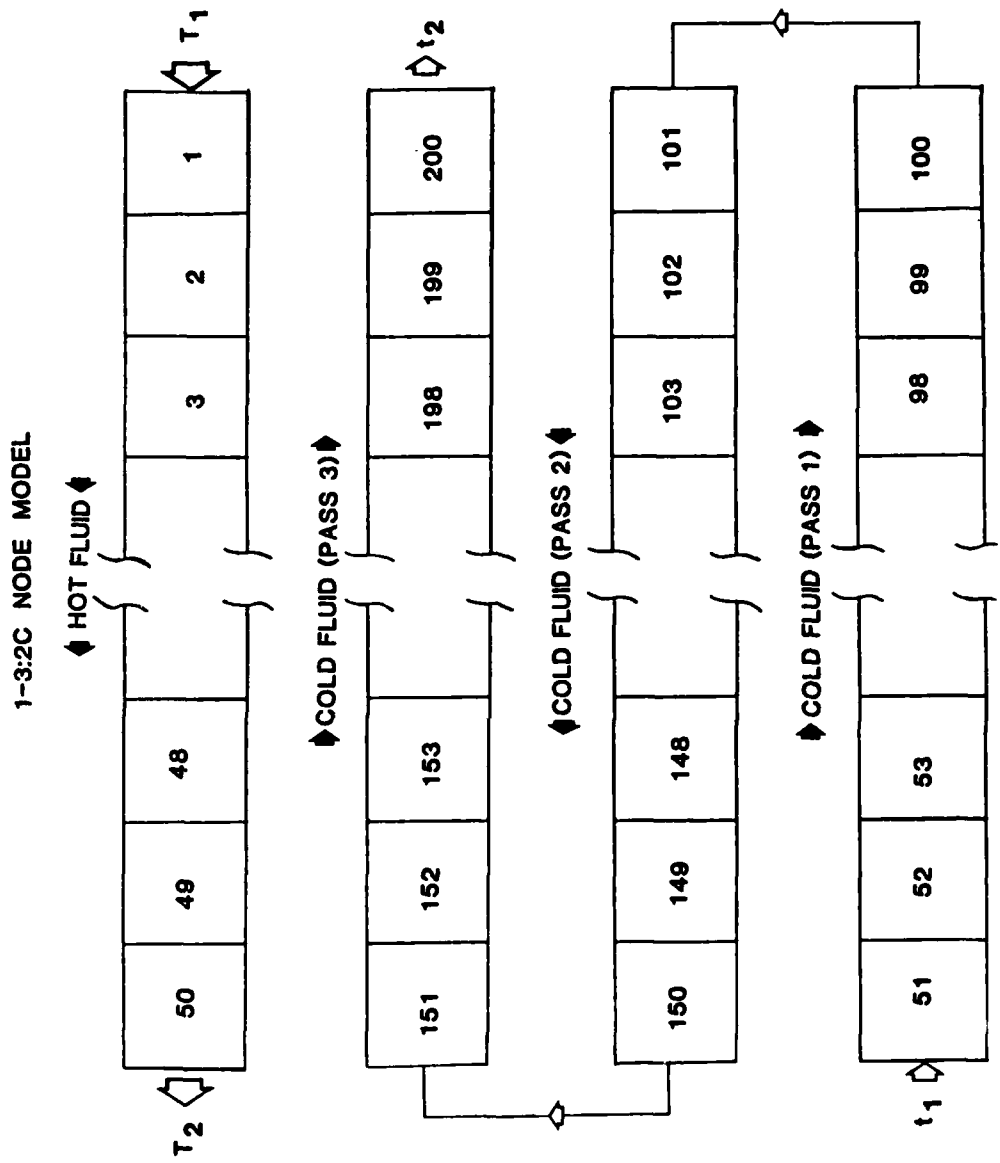 1-3:2C NODE MODEL
HOT FLUID
T2 50 49 48 3 2 1 T1
COLD FLUID (PASS 3)
151 152 153 198 199 200 t2
COLD FLUID (PASS 2)
150 149 148 103 102 101
COLD FLUID (PASS 1)
t1 51 52 53 98 99 100